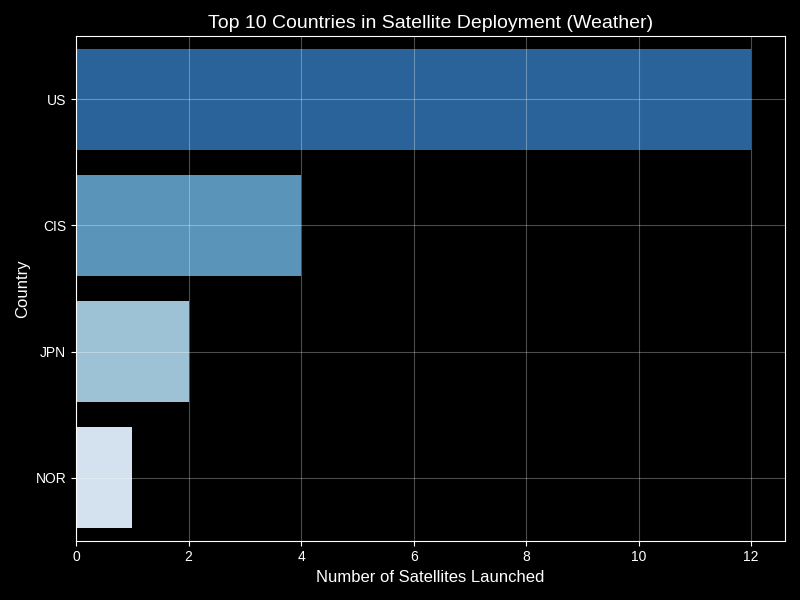 Top 10 Countries in Satellite Deployment (Weather)
US
CIS
JPN
NOR
Country
0 2 4 6 8 10 12
Number of Satellites Launched